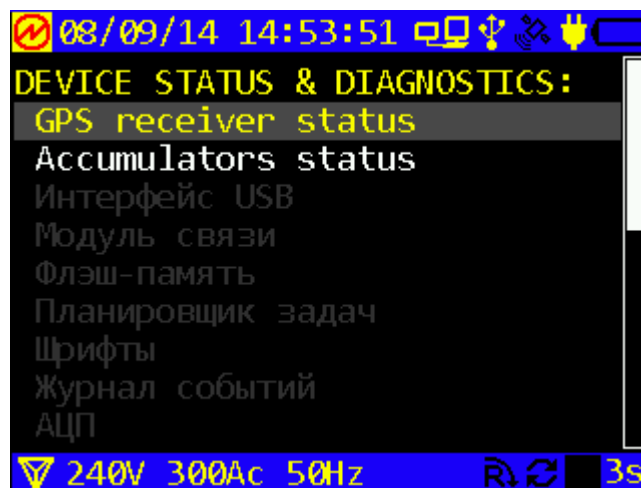 08/09/14 14:53:51
DEVICE STATUS & DIAGNOSTICS:
GPS receiver status
Accumulators status
Интерфейс USB
Модуль связи
Флэш-память
Планировщик задач
Шрифты
Журнал событий
АЦП
240V 300Ac 50Hz R 3s